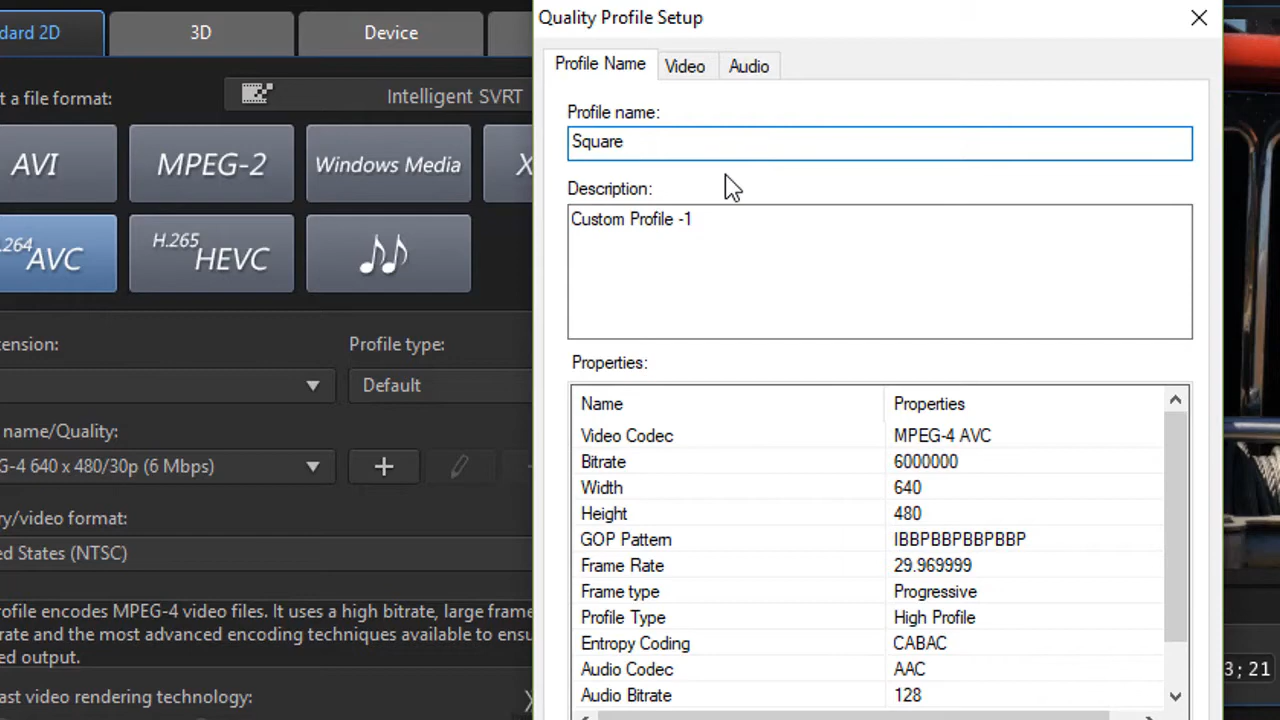 dard 2D
3D
Device
t a file format:
Intelligent SVRT
AVI
MPEG-2
Windows Media
X
.264 AVC
H.265 HEVC
ension:
Profile type:
Default
name/Quality:
G-4 640 x 480/30p (6 Mbps)
ry/video format:
ed States (NTSC)
rofile encodes MPEG-4 video files. It uses a high bitrate, large frame
rate and the most advanced encoding techniques available to ensu
ed output.
ast video rendering technology:
Quality Profile Setup
Profile Name
Video
Audio
Profile name:
Square
Description:
Custom Profile -1
Properties:
Name Properties
Video Codec MPEG-4 AVC
Bitrate 6000000
Width 640
Height 480
GOP Pattern IBBPBBPBBPBBP
Frame Rate 29.969999
Frame type Progressive
Profile Type High Profile
Entropy Coding CABAC
Audio Codec AAC
Audio Bitrate 128
3; 21